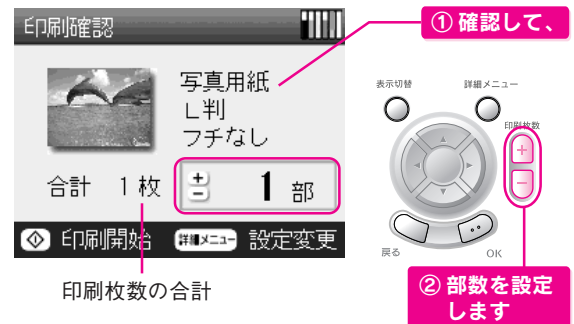 印刷確認
① 確認して、
写真用紙
L判
フチなし
合計 1枚
+
−
1 部
印刷開始
詳細メニュー 設定変更
印刷枚数の合計
表示切替
詳細メニュー
印刷枚数
+
−
戻る
OK
② 部数を設定
します